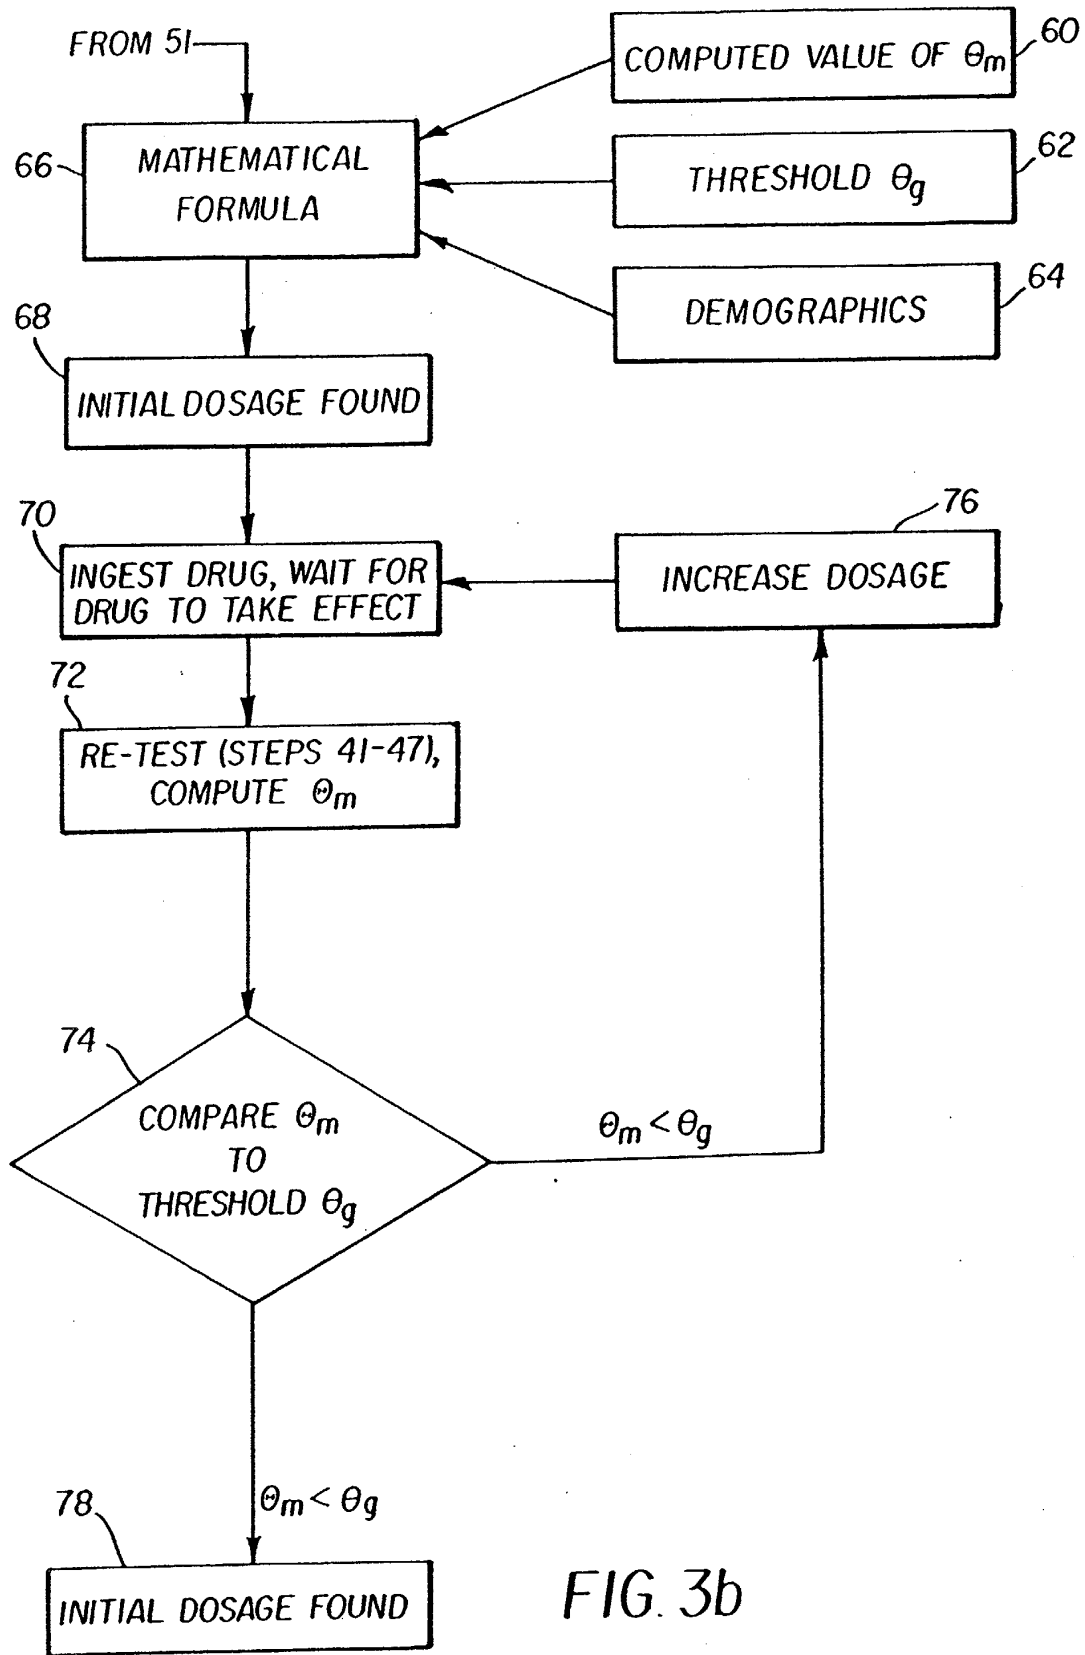 FROM 51
60
COMPUTED VALUE OF θm
66
MATHEMATICAL
FORMULA
62
THRESHOLD θg
64
DEMOGRAPHICS
68
INITIAL DOSAGE FOUND
70
INGEST DRUG, WAIT FOR
DRUG TO TAKE EFFECT
76
INCREASE DOSAGE
72
RE-TEST (STEPS 41-47),
COMPUTE θm
74
COMPARE θm
TO
THRESHOLD θg
θm < θg
θm < θg
78
INITIAL DOSAGE FOUND
FIG. 3b